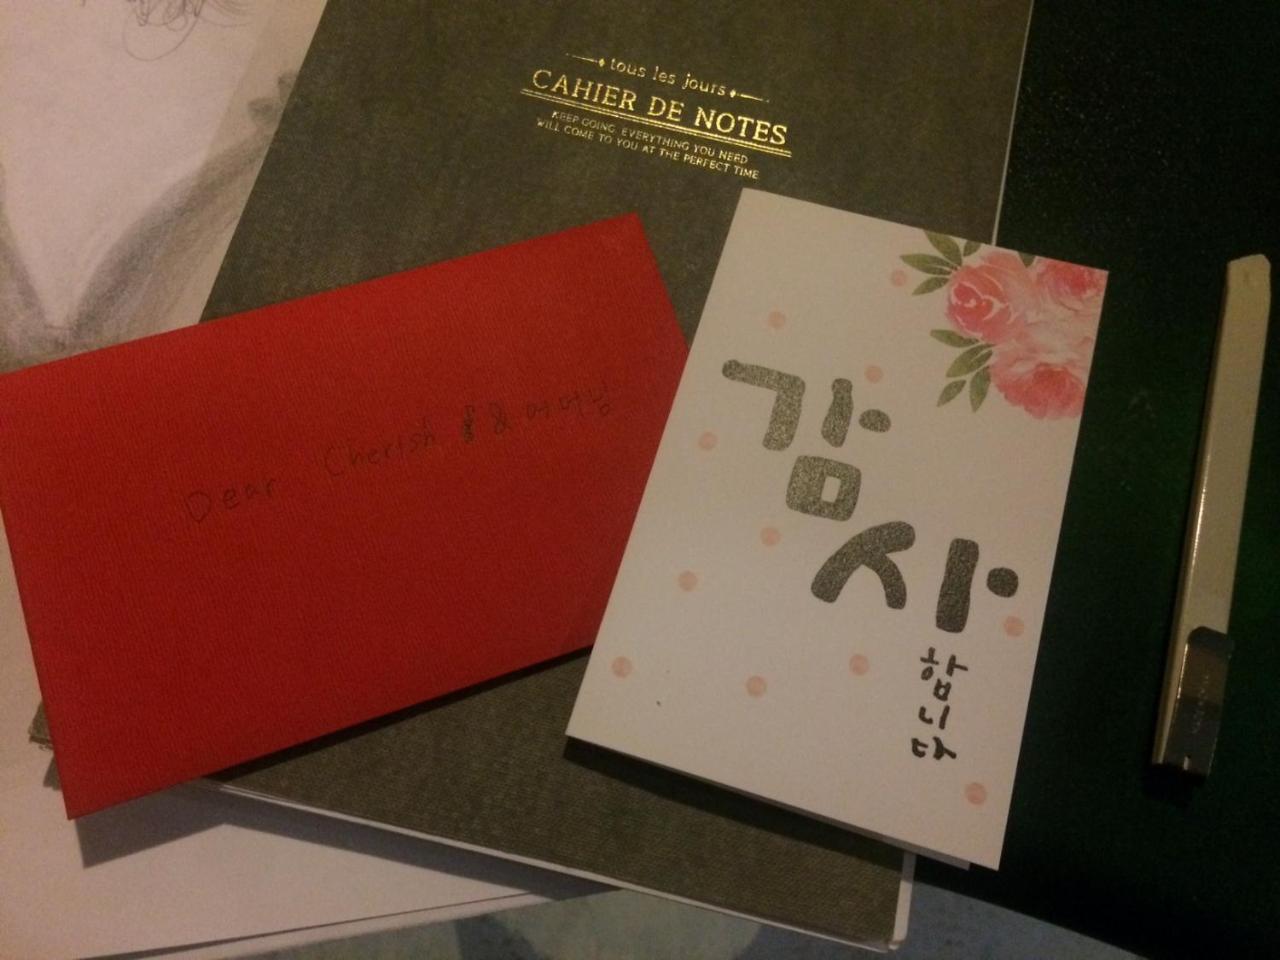 tous les jours
CAHIER DE NOTES
KEEP GOING. EVERYTHING YOU NEED
WILL COME TO YOU AT THE PERFECT TIME
Dear Cherish & 어머님
감사
합니다